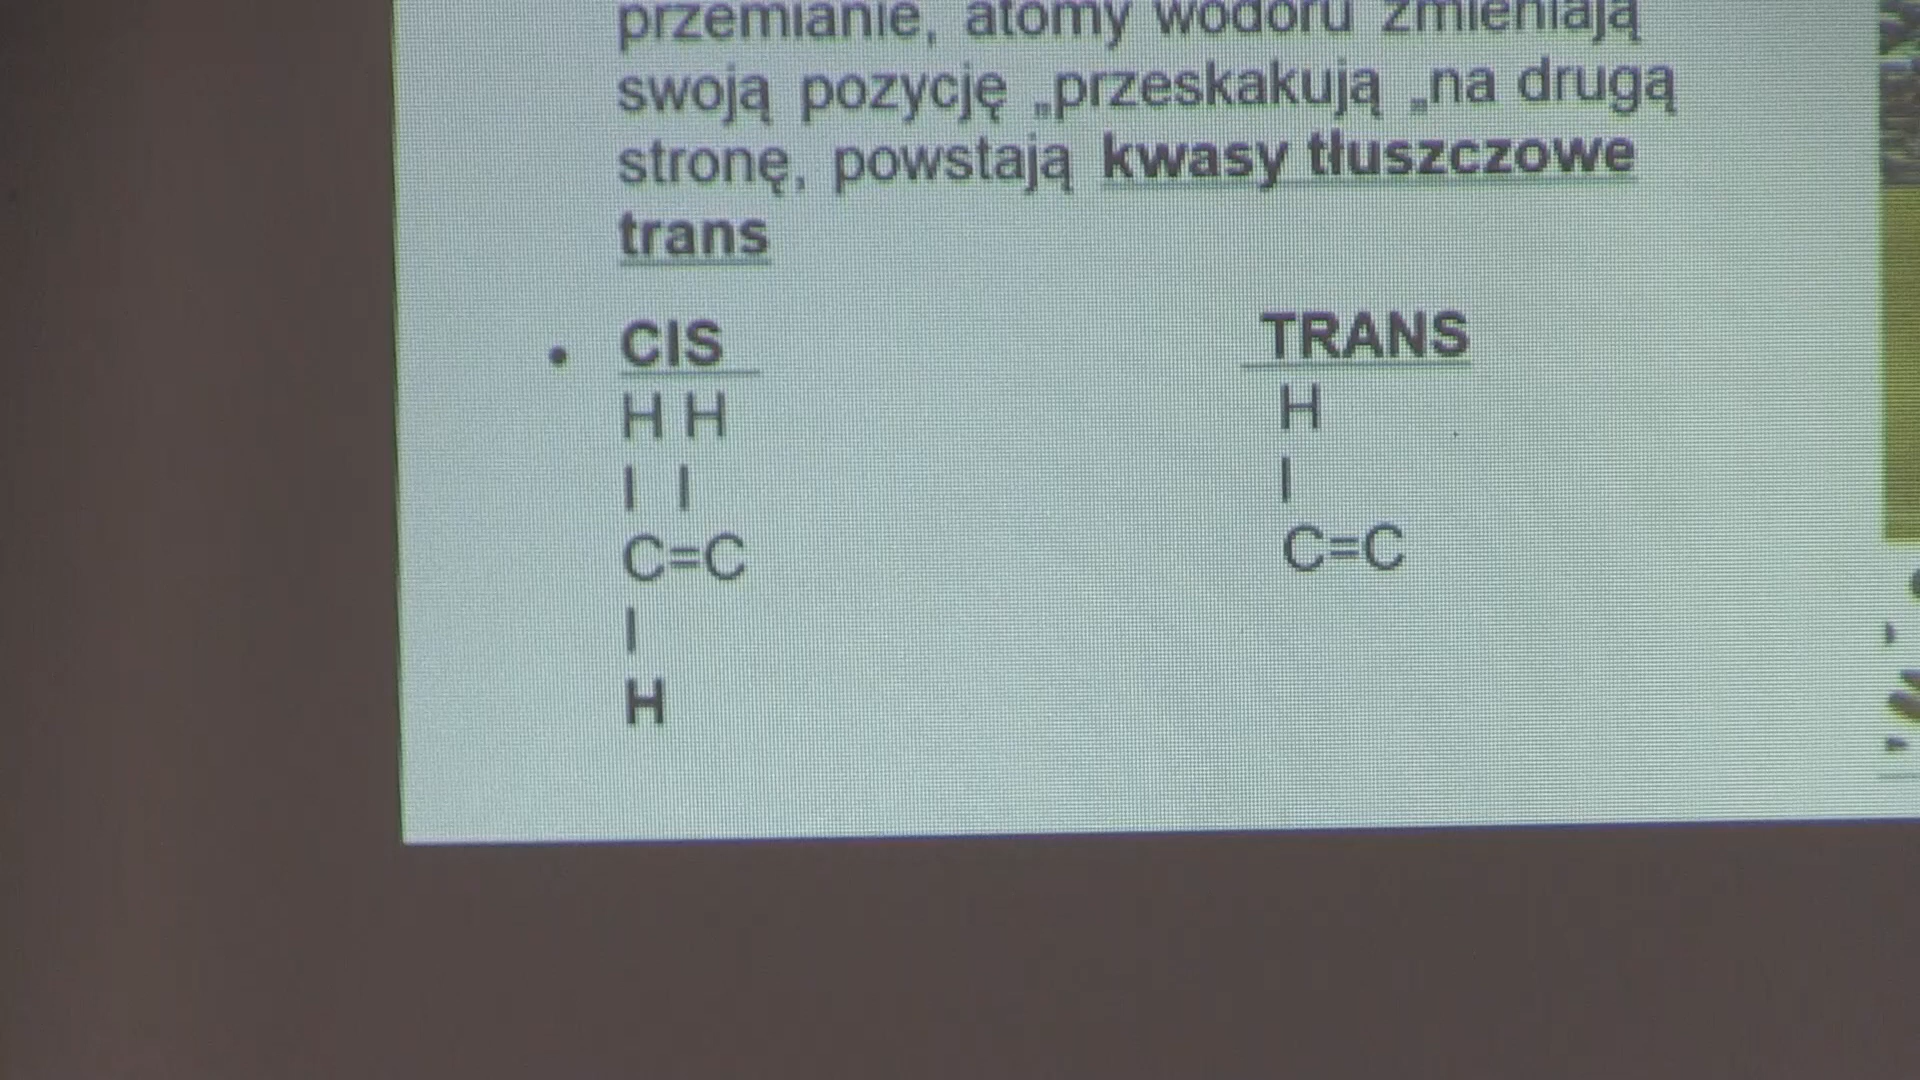 przemianie, atomy wodoru zmieniają
swoją pozycję „przeskakują „na drugą
stronę, powstają kwasy tłuszczowe
trans
• CIS TRANS
H H H
I I I
C=C C=C
I
H